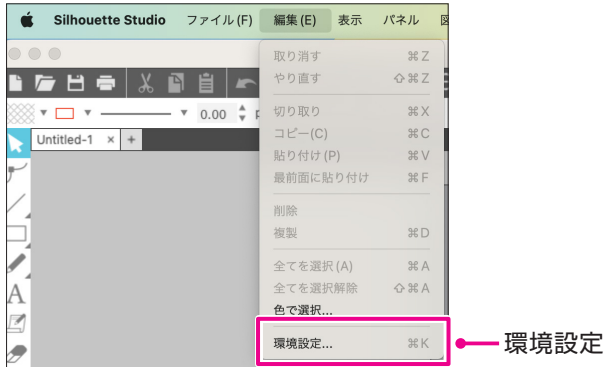 Silhouette Studio ファイル(F) 編集(E) 表示 パネル
取り消す ⌘Z
やり直す ⇧⌘Z
切り取り ⌘X
0.00
コピー(C) ⌘C
Untitled-1 × +
貼り付け(P) ⌘V
最前面に貼り付け ⌘F
削除
複製 ⌘D
全てを選択(A) ⌘A
全てを選択解除 ⇧⌘A
色で選択...
環境設定... ⌘K
環境設定